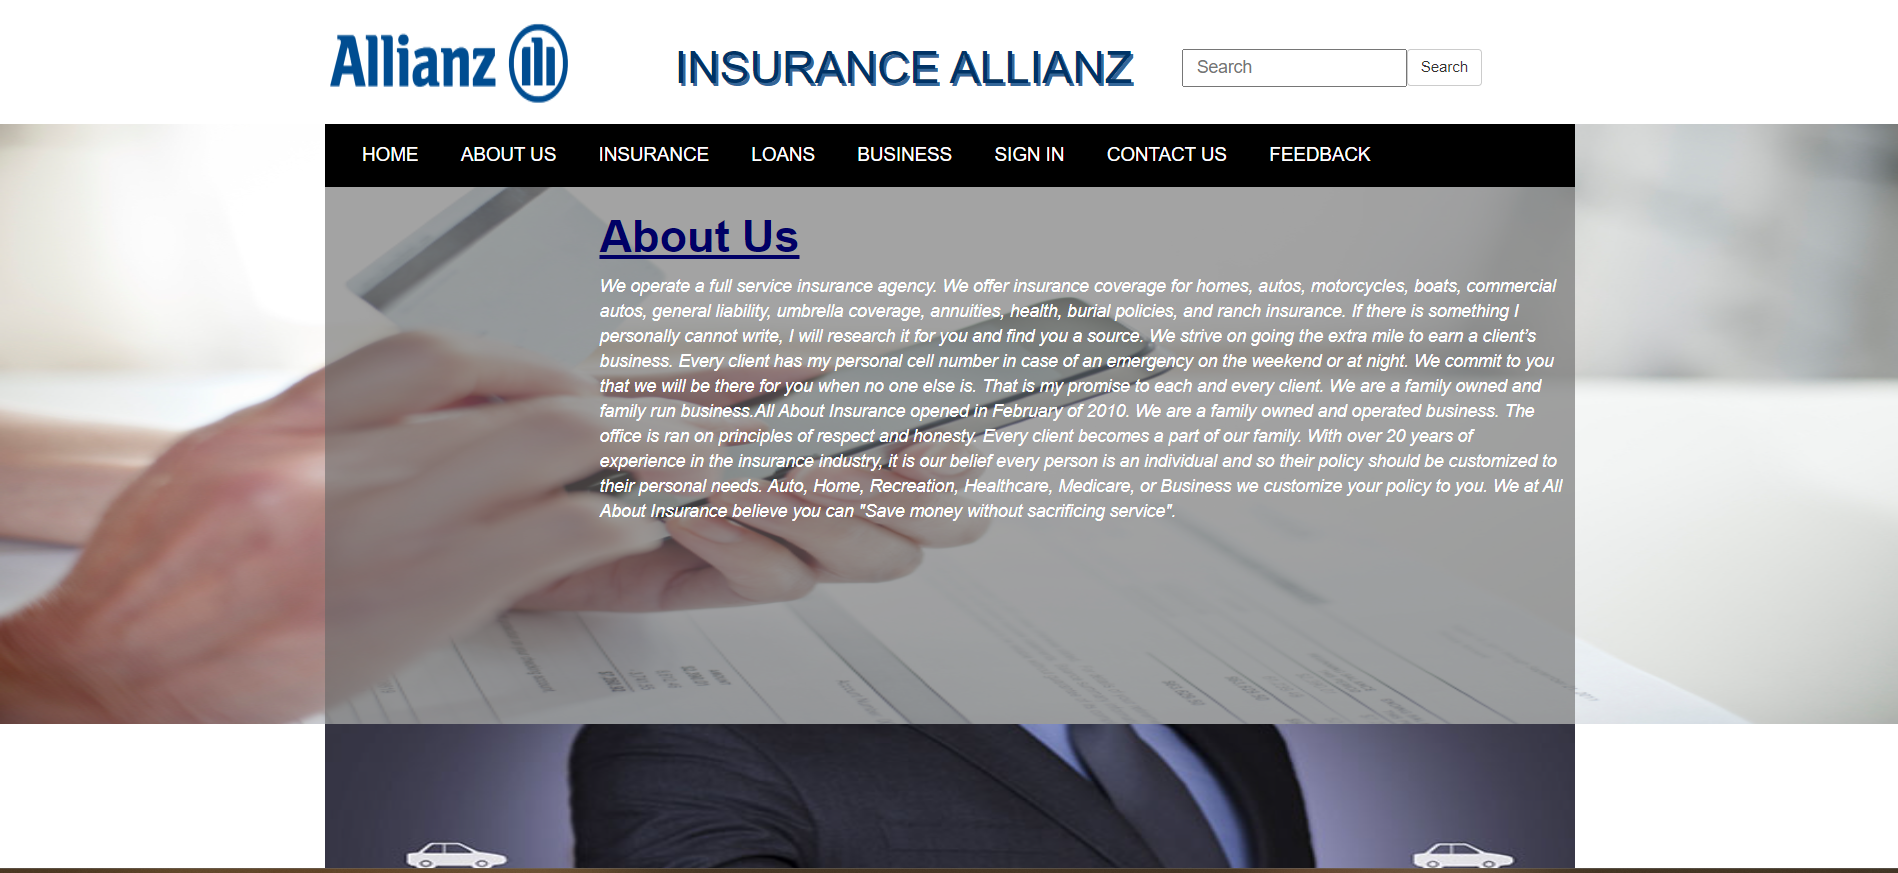 Allianz
INSURANCE ALLIANZ
Search
Search
HOME ABOUT US INSURANCE LOANS BUSINESS SIGN IN CONTACT US FEEDBACK
About Us
We operate a full service insurance agency. We offer insurance coverage for homes, autos, motorcycles, boats, commercial
autos, general liability, umbrella coverage, annuities, health, burial policies, and ranch insurance. If there is something I
personally cannot write, I will research it for you and find you a source. We strive on going the extra mile to earn a client’s
business. Every client has my personal cell number in case of an emergency on the weekend or at night. We commit to you
that we will be there for you when no one else is. That is my promise to each and every client. We are a family owned and
family run business.All About Insurance opened in February of 2010. We are a family owned and operated business. The
office is ran on principles of respect and honesty. Every client becomes a part of our family. With over 20 years of
experience in the insurance industry, it is our belief every person is an individual and so their policy should be customized to
their personal needs. Auto, Home, Recreation, Healthcare, Medicare, or Business we customize your policy to you. We at All
About Insurance believe you can "Save money without sacrificing service".